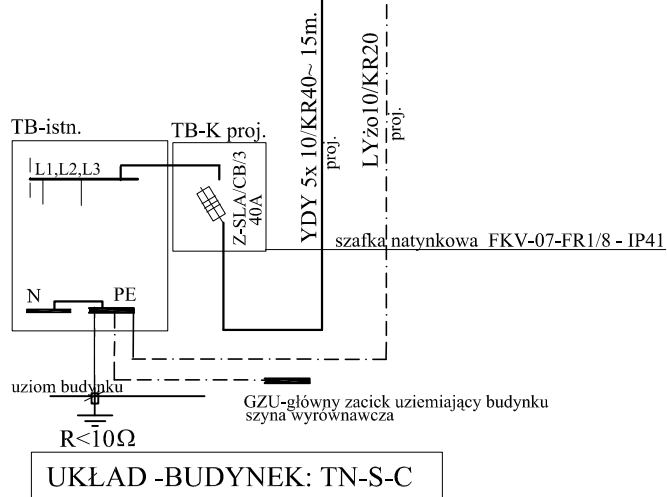 TB-istn.
TB-K proj.
L1,L2,L3
Z-SLA/CB/3
40A
YDY 5x 10/KR40~ 15m.
proj.
LYżo10/KR20
proj.
szafka natynkowa FKV-07-FR1/8 - IP41
N
PE
uziom budynku
GZU-główny zacick uziemiający budynku
szyna wyrównawcza
R<10Ω
UKŁAD -BUDYNEK: TN-S-C